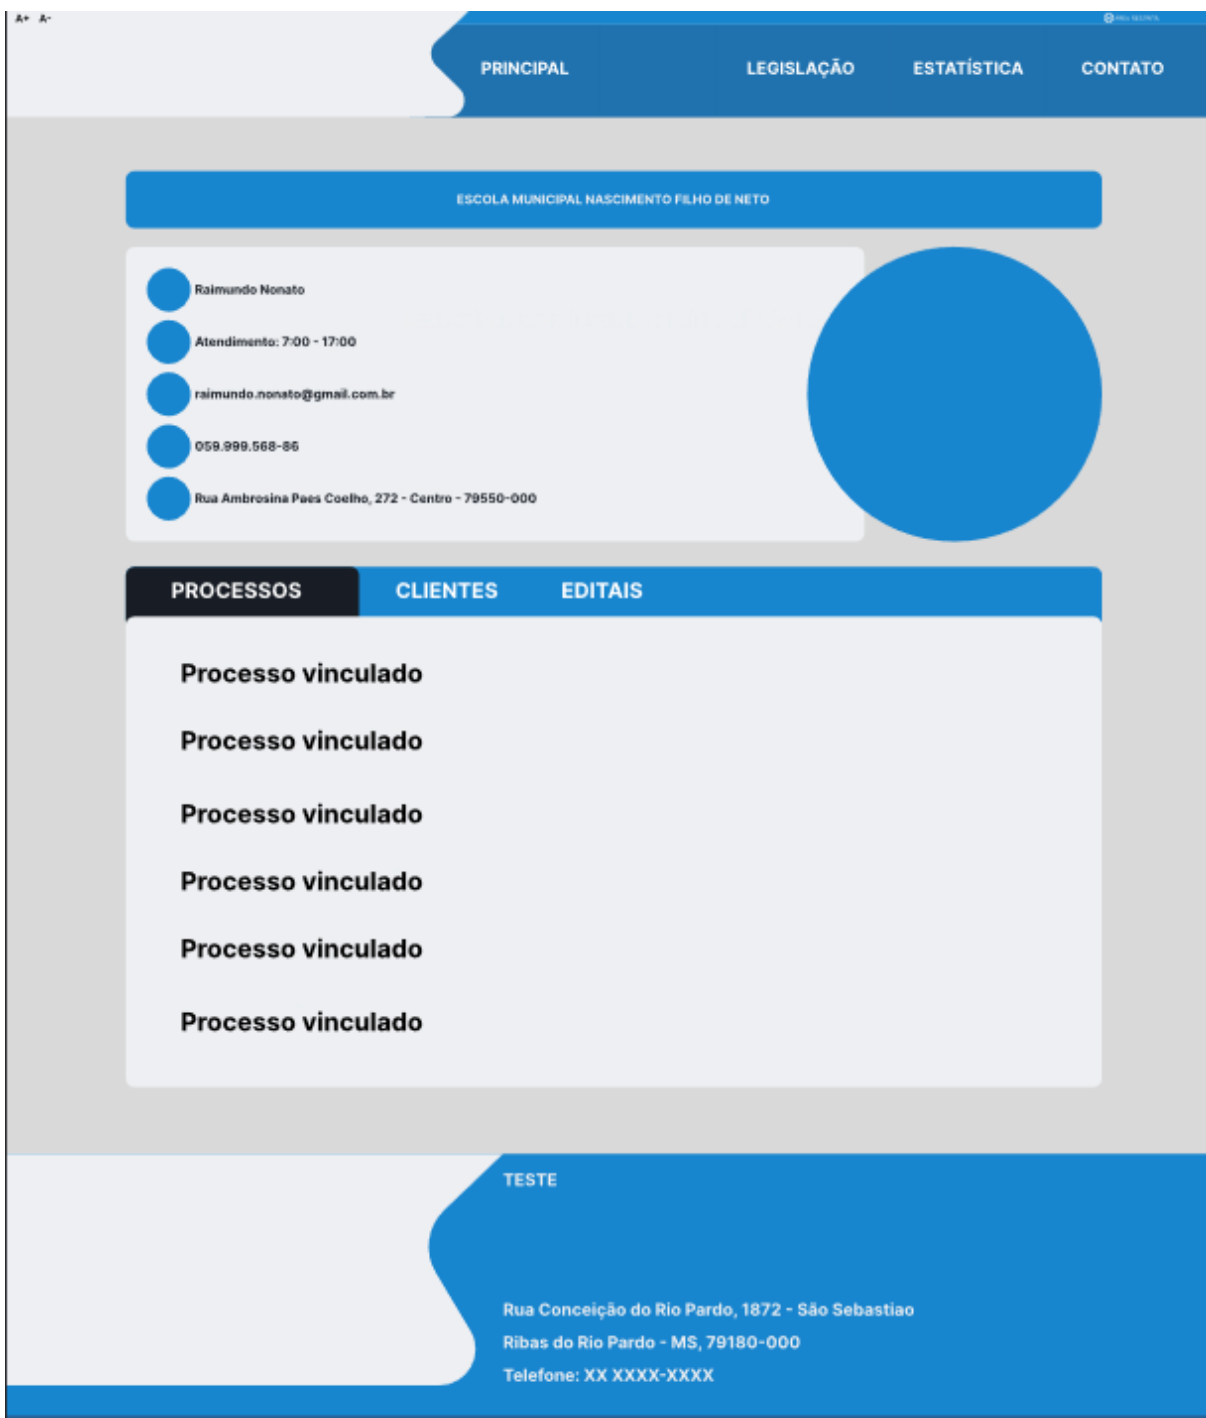 A+ A-
PRINCIPAL LEGISLAÇÃO ESTATÍSTICA CONTATO
ESCOLA MUNICIPAL NASCIMENTO FILHO DE NETO
Raimundo Nonato
Atendimento: 7:00 - 17:00
raimundo.nonato@gmail.com.br
059.999.568-86
Rua Ambrosina Paes Coelho, 272 - Centro - 79550-000
PROCESSOS CLIENTES EDITAIS
Processo vinculado
Processo vinculado
Processo vinculado
Processo vinculado
Processo vinculado
Processo vinculado
TESTE
Rua Conceição do Rio Pardo, 1872 - São Sebastiao
Ribas do Rio Pardo - MS, 79180-000
Telefone: XX XXXX-XXXX